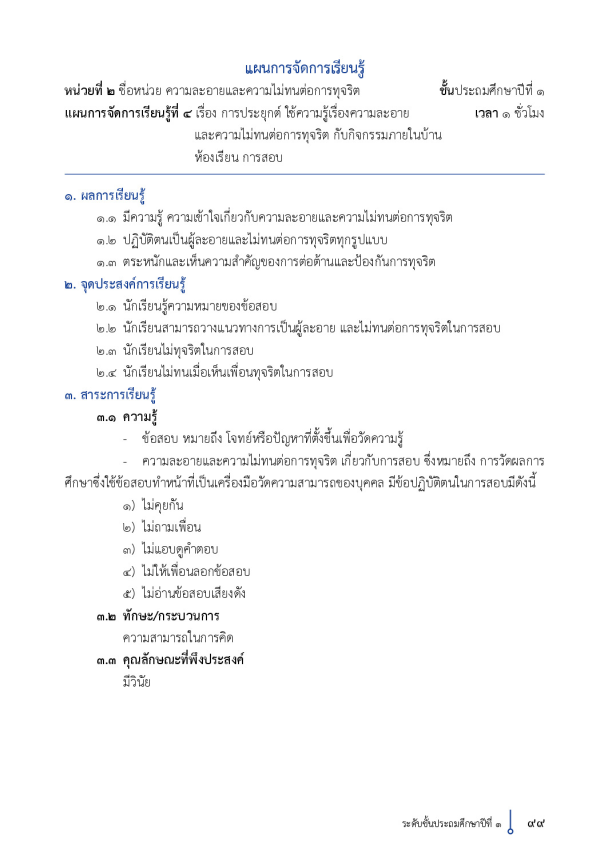 แผนการจัดการเรียนรู้
หน่วยที่ ๒ ชื่อหน่วย ความละอายและความไม่ทนต่อการทุจริต ชั้นประถมศึกษาปีที่ ๑
แผนการจัดการเรียนรู้ที่ ๔ เรื่อง การประยุกต์ ใช้ความรู้เรื่องความละอาย เวลา ๑ ชั่วโมง
และความไม่ทนต่อการทุจริต กับกิจกรรมภายในบ้าน
ห้องเรียน การสอบ
๑. ผลการเรียนรู้
๑.๑ มีความรู้ ความเข้าใจเกี่ยวกับความละอายและความไม่ทนต่อการทุจริต
๑.๒ ปฏิบัติตนเป็นผู้ละอายและไม่ทนต่อการทุจริตทุกรูปแบบ
๑.๓ ตระหนักและเห็นความสำคัญของการต่อต้านและป้องกันการทุจริต
๒. จุดประสงค์การเรียนรู้
๒.๑ นักเรียนรู้ความหมายของข้อสอบ
๒.๒ นักเรียนสามารถวางแนวทางการเป็นผู้ละอาย และไม่ทนต่อการทุจริตในการสอบ
๒.๓ นักเรียนไม่ทุจริตในการสอบ
๒.๔ นักเรียนไม่ทนเมื่อเห็นเพื่อนทุจริตในการสอบ
๓. สาระการเรียนรู้
๓.๑ ความรู้
- ข้อสอบ หมายถึง โจทย์หรือปัญหาที่ตั้งขึ้นเพื่อวัดความรู้
- ความละอายและความไม่ทนต่อการทุจริต เกี่ยวกับการสอบ ซึ่งหมายถึง การวัดผลการ
ศึกษาซึ่งใช้ข้อสอบทำหน้าที่เป็นเครื่องมือวัดความสามารถของบุคคล มีข้อปฏิบัติตนในการสอบมีดังนี้
๑) ไม่คุยกัน
๒) ไม่ถามเพื่อน
๓) ไม่แอบดูคำตอบ
๔) ไม่ให้เพื่อนลอกข้อสอบ
๕) ไม่อ่านข้อสอบเสียงดัง
๓.๒ ทักษะ/กระบวนการ
ความสามารถในการคิด
๓.๓ คุณลักษณะที่พึงประสงค์
มีวินัย
ระดับชั้นประถมศึกษาปีที่ ๑ ๙๙